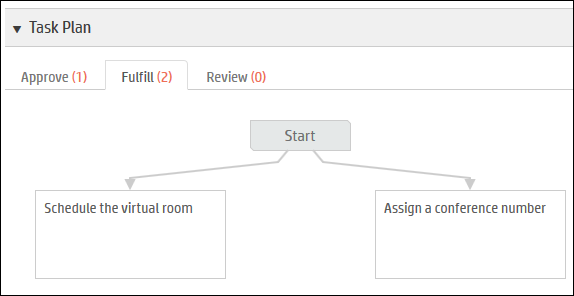 Task Plan
Approve (1) Fulfill (2) Review (0)
Start
Schedule the virtual room
Assign a conference number